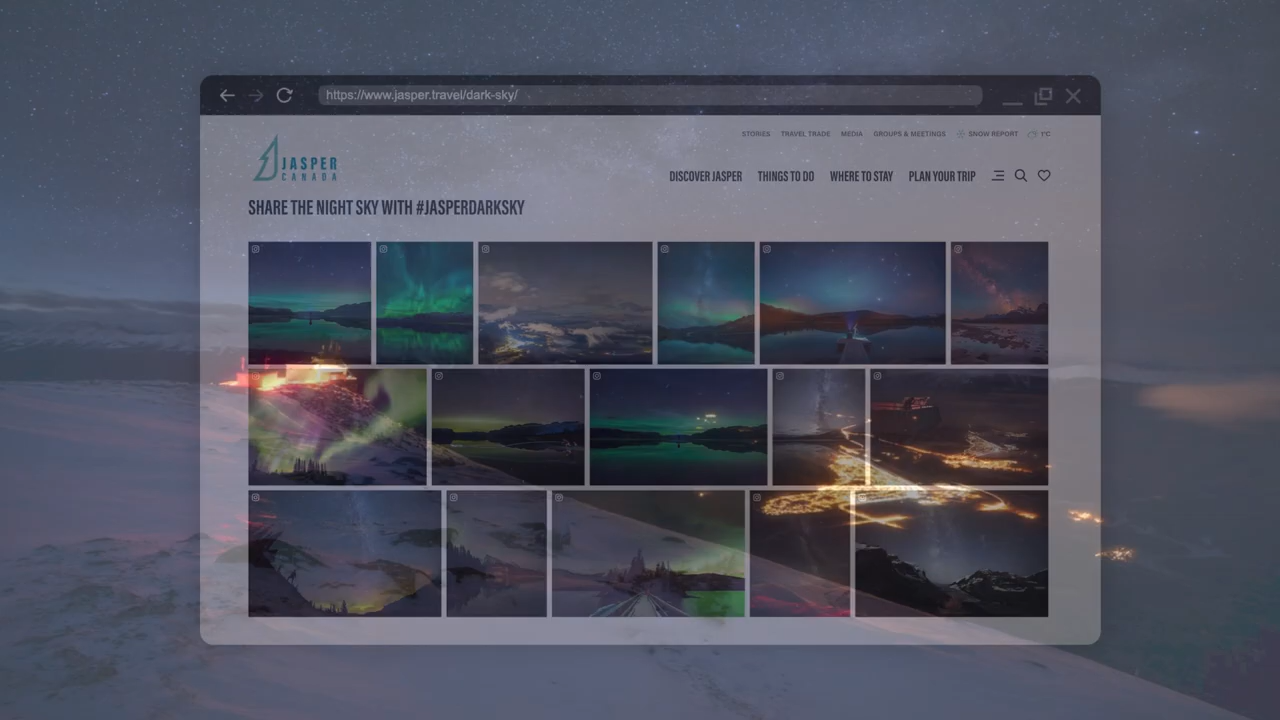 https://www.jasper.travel/dark-sky/
STORIES TRAVEL TRADE MEDIA GROUPS & MEETINGS SNOW REPORT 1°C
JASPER
CANADA
DISCOVER JASPER THINGS TO DO WHERE TO STAY PLAN YOUR TRIP
SHARE THE NIGHT SKY WITH #JASPERDARKSKY